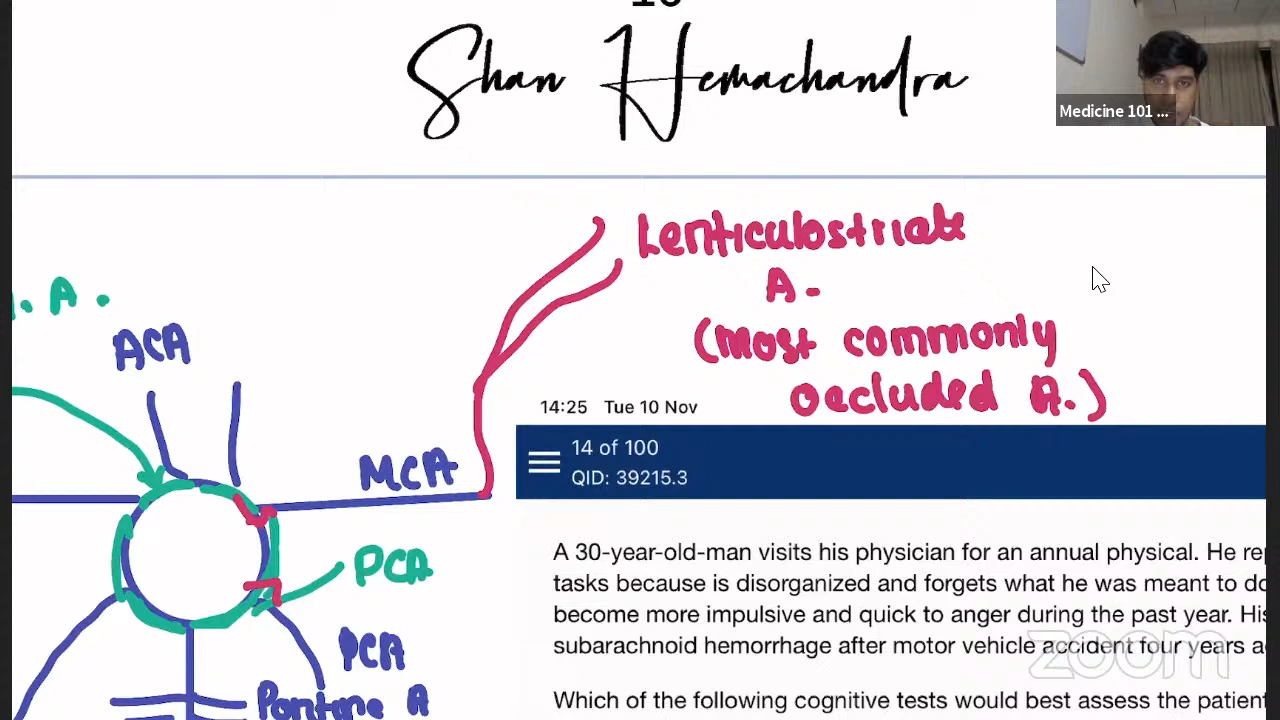 Shan Hemachandra
Medicine 101 ...
Lenticulostriate
A.
(Most commonly
occluded A.)
. A.
ACA
14:25 Tue 10 Nov
14 of 100
QID: 39215.3
MCA
PCA
PCA
Pontine A
A 30-year-old-man visits his physician for an annual physical. He
tasks because is disorganized and forgets what he was meant to do
become more impulsive and quick to anger during the past year. His
subarachnoid hemorrhage after motor vehicle accident four years
Which of the following cognitive tests would best assess the patient
zoom